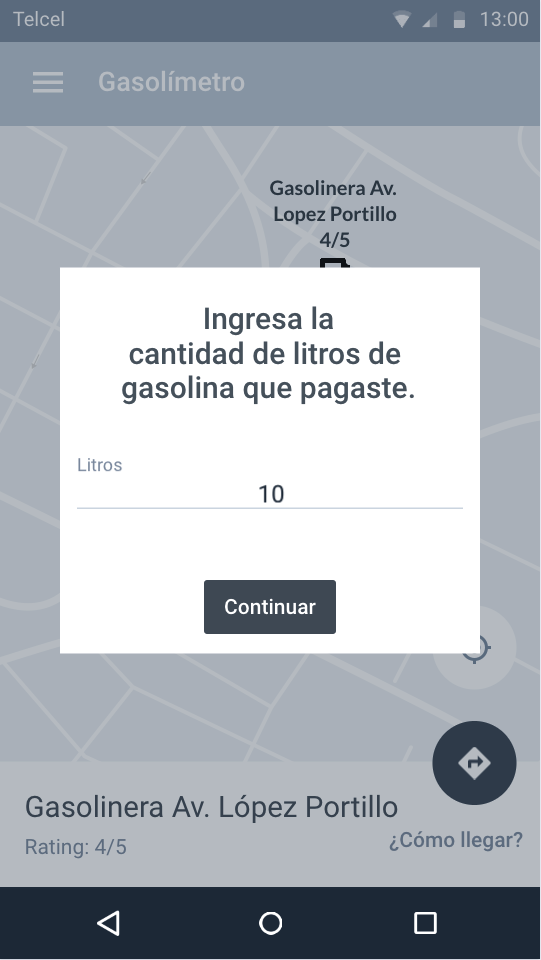 Telcel
13:00
Gasolímetro
Gasolinera Av.
Lopez Portillo
4/5
Ingresa la
cantidad de litros de
gasolina que pagaste.
Litros
10
Continuar
Gasolinera Av. López Portillo
Rating: 4/5
¿Cómo llegar?